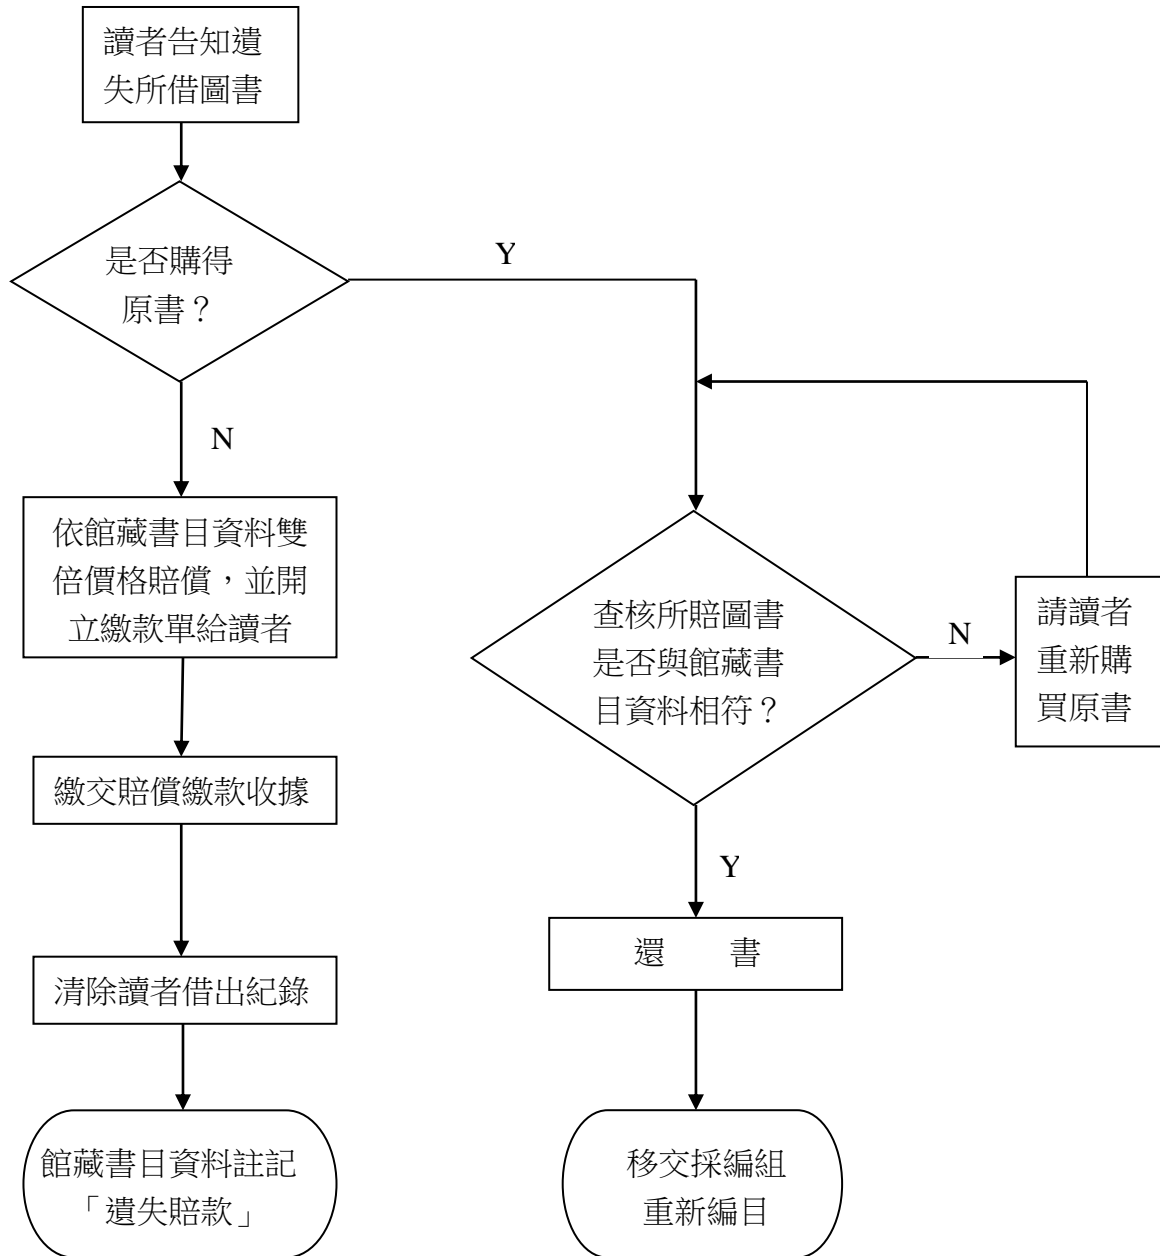 讀者告知遺
失所借圖書
是否購得
原書？
Y
N
依館藏書目資料雙
倍價格賠償，並開
立繳款單給讀者
查核所賠圖書
是否與館藏書
目資料相符？
N
請讀者
重新購
買原書
繳交賠償繳款收據
Y
還　　書
清除讀者借出紀錄
館藏書目資料註記
「遺失賠款」
移交採編組
重新編目